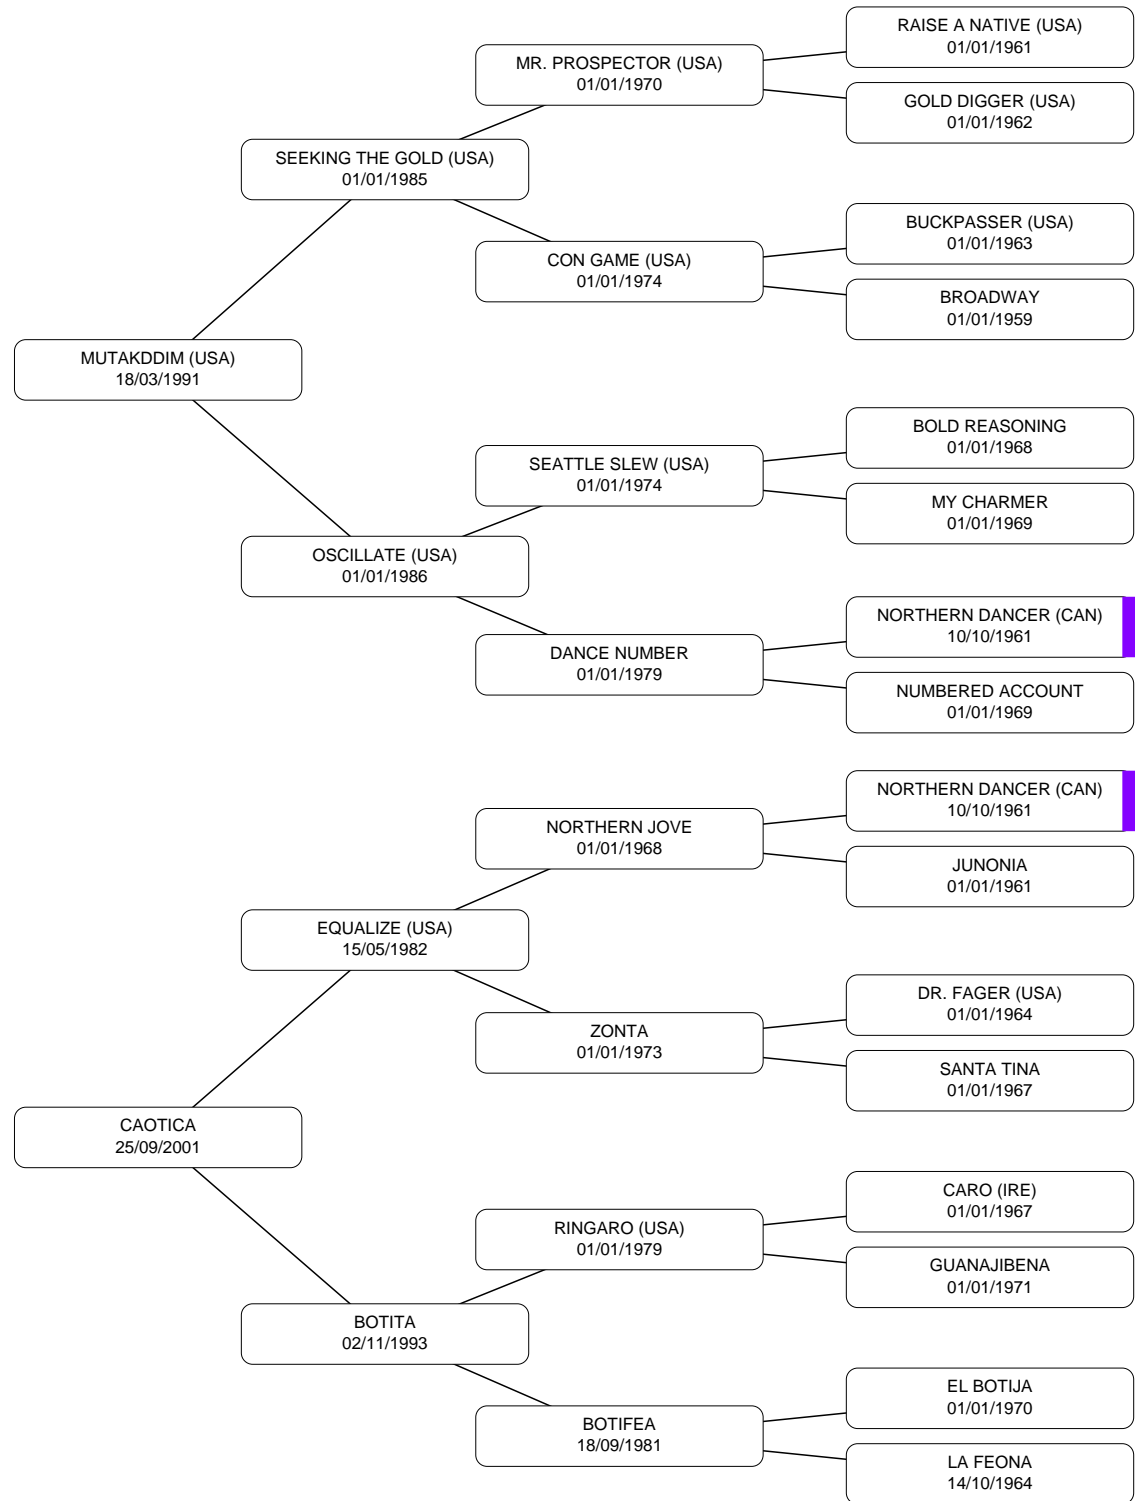 RAISE A NATIVE (USA)
01/01/1961
MR. PROSPECTOR (USA)
01/01/1970
GOLD DIGGER (USA)
01/01/1962
SEEKING THE GOLD (USA)
01/01/1985
BUCKPASSER (USA)
01/01/1963
CON GAME (USA)
01/01/1974
BROADWAY
01/01/1959
MUTAKDDIM (USA)
18/03/1991
BOLD REASONING
01/01/1968
SEATTLE SLEW (USA)
01/01/1974
MY CHARMER
01/01/1969
OSCILLATE (USA)
01/01/1986
NORTHERN DANCER (CAN)
10/10/1961
DANCE NUMBER
01/01/1979
NUMBERED ACCOUNT
01/01/1969
NORTHERN DANCER (CAN)
10/10/1961
NORTHERN JOVE
01/01/1968
JUNONIA
01/01/1961
EQUALIZE (USA)
15/05/1982
DR. FAGER (USA)
01/01/1964
ZONTA
01/01/1973
SANTA TINA
01/01/1967
CAOTICA
25/09/2001
CARO (IRE)
01/01/1967
RINGARO (USA)
01/01/1979
GUANAJIBENA
01/01/1971
BOTITA
02/11/1993
EL BOTIJA
01/01/1970
BOTIFEA
18/09/1981
LA FEONA
14/10/1964